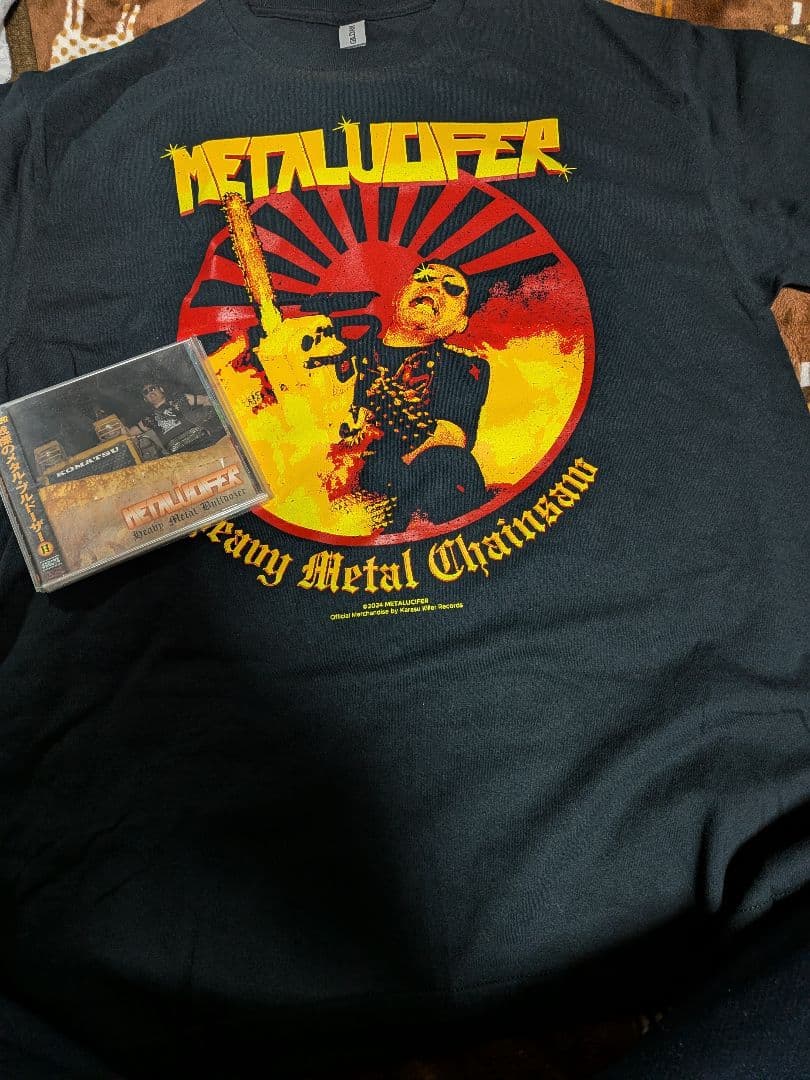 METALUCIFER
KOMATSU
METALUCIFER
Heavy Metal Bulldozer
Heavy Metal Chainsaw
©2024 METALUCIFER
Official Merchandise by Karasu Killer Records